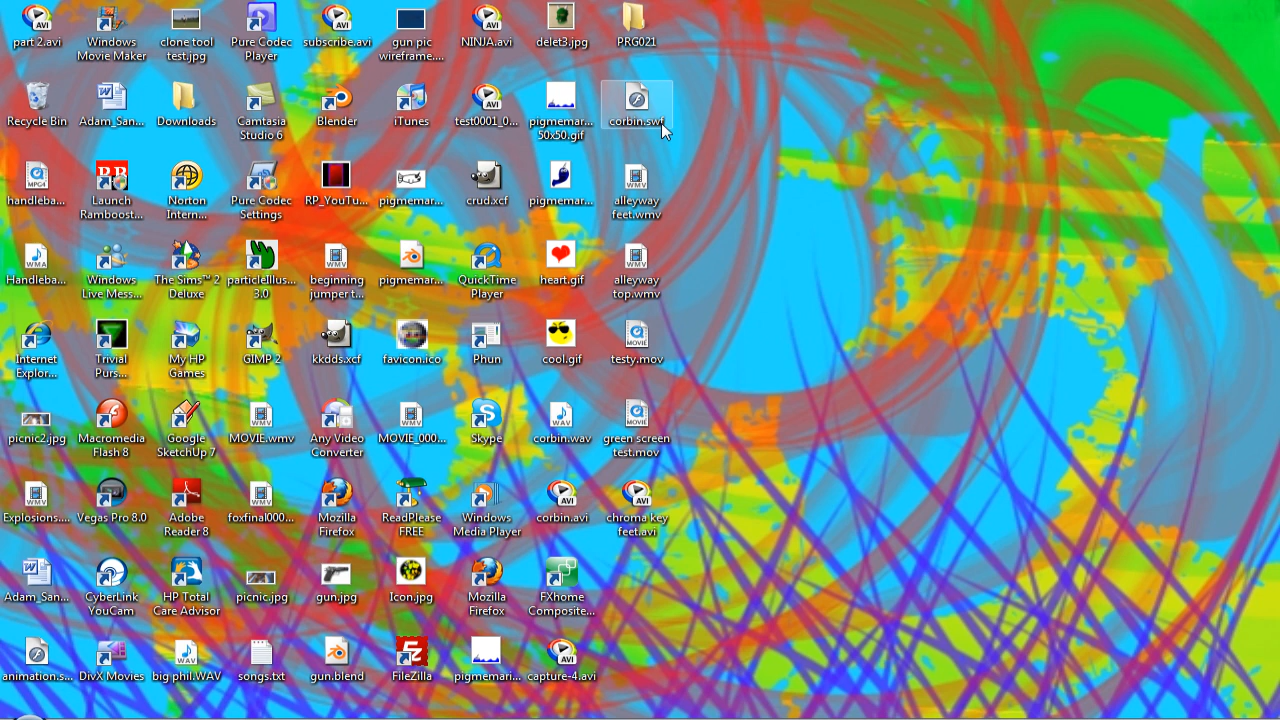 part 2.avi
Windows
Movie Maker
clone tool
test.jpg
Pure Codec
Player
subscribe.avi
gun pic
wireframe....
NINJA.avi
delet3.jpg
PRG021
Recycle Bin
Adam_San...
Downloads
Camtasia
Studio 6
Blender
iTunes
test0001_0...
pigmemar...
50x50.gif
corbin.swf
handleba...
Launch
Ramboost...
Norton
Intern...
Pure Codec
Settings
RP_YouTu...
pigmemar...
crud.xcf
pigmemar...
alleyway
feet.wmv
Handleba...
Windows
Live Mess...
The Sims™ 2
Deluxe
particleIllus...
3.0
beginning
jumper t...
pigmemar...
QuickTime
Player
heart.gif
alleyway
top.wmv
Internet
Explor...
Trivial
Purs...
My HP
Games
GIMP 2
kkdds.xcf
favicon.ico
Phun
cool.gif
testy.mov
picnic2.jpg
Macromedia
Flash 8
Google
SketchUp 7
MOVIE.wmv
Any Video
Converter
MOVIE_000...
Skype
corbin.wav
green screen
test.mov
Explosions....
Vegas Pro 8.0
Adobe
Reader 8
foxfinal000...
Mozilla
Firefox
ReadPlease
FREE
Windows
Media Player
corbin.avi
chroma key
feet.avi
Adam_San...
CyberLink
YouCam
HP Total
Care Advisor
picnic.jpg
gun.jpg
Icon.jpg
Mozilla
Firefox
FXhome
Composite...
animation.s...
DivX Movies
big phil.WAV
songs.txt
gun.blend
FileZilla
pigmemari...
capture-4.avi